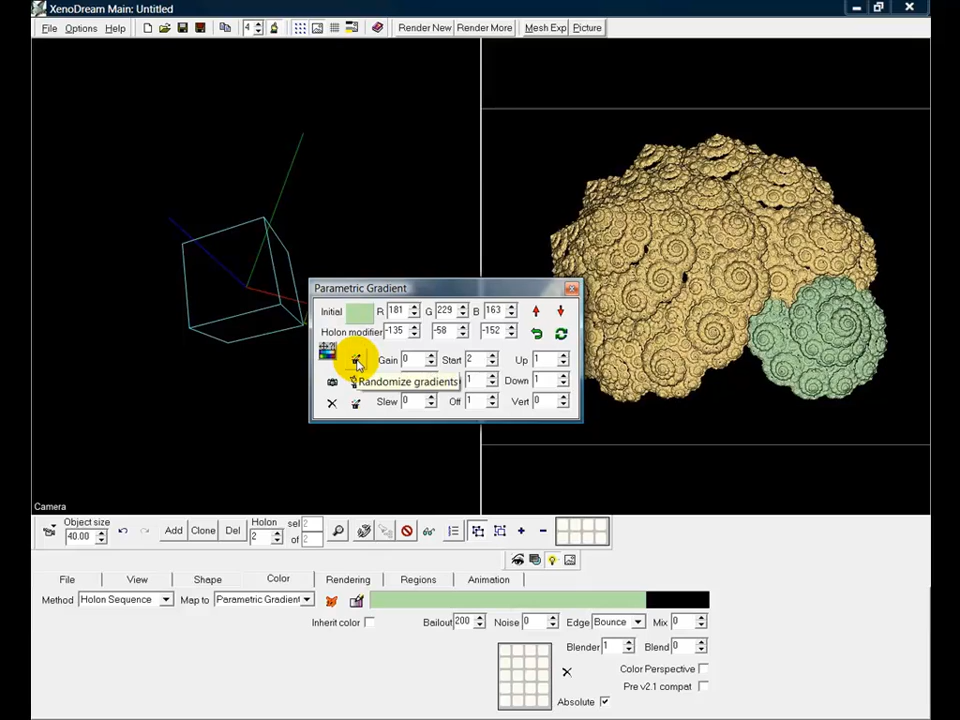 XenoDream Main: Untitled
File Options Help 4 Render New Render More Mesh Exp Picture
Parametric Gradient
Initial R 181 G 229 B 163
Holon modifier -135 -58 -152
Gain 0 Start 2 Up 1
Randomize gradients 1 Down 1
Slew 0 Off 1 Vert 0
Camera
Object size Holon sel 2
40.00 Add Clone Del 2 of 2
File View Shape Color Rendering Regions Animation
Method Holon Sequence Map to Parametric Gradient
Inherit color Bailout 200 Noise 0 Edge Bounce Mix 0
Blender 1 Blend 0
Color Perspective
Pre v2.1 compat
Absolute